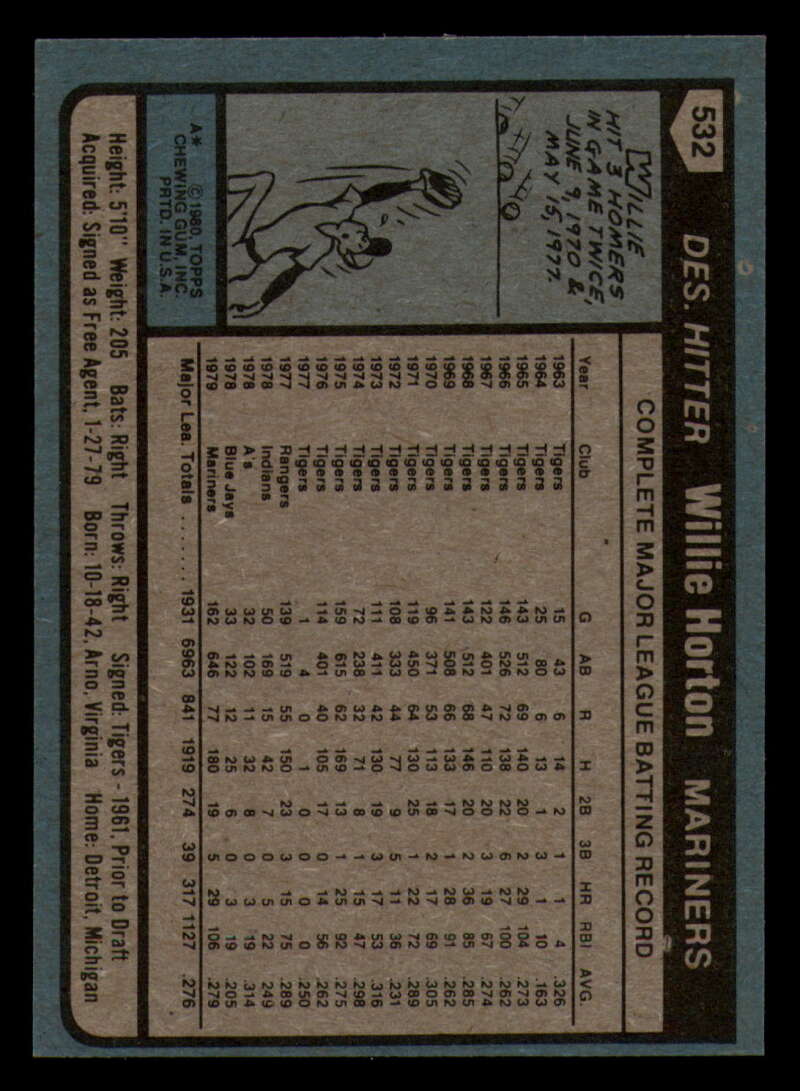 532
DES. HITTER Willie Horton MARINERS
WILLIE
HIT 3 HOMERS
IN GAME TWICE,
JUNE 9, 1970 &
MAY 15, 1977.
A* © 1980, TOPPS
CHEWING GUM, INC.
PRTD. IN U.S.A.
COMPLETE MAJOR LEAGUE BATTING RECORD
Year Club G AB R H 2B 3B HR RBI AVG.
1963 Tigers 15 43 6 14 2 1 1 4 .326
1964 Tigers 25 80 6 13 1 3 1 10 .163
1965 Tigers 143 512 69 140 20 2 29 104 .273
1966 Tigers 146 526 72 138 22 6 27 100 .262
1967 Tigers 122 401 47 110 20 3 19 67 .274
1968 Tigers 143 512 68 146 20 2 36 85 .285
1969 Tigers 141 508 66 133 17 1 28 91 .262
1970 Tigers 96 371 53 113 18 2 17 69 .305
1971 Tigers 119 450 64 130 25 1 22 72 .289
1972 Tigers 108 333 44 77 9 5 11 36 .231
1973 Tigers 111 411 42 130 19 3 17 53 .316
1974 Tigers 72 238 32 71 8 1 15 47 .298
1975 Tigers 159 615 62 169 13 1 25 92 .275
1976 Tigers 114 401 40 105 17 0 14 56 .262
1977 Tigers 1 4 0 1 0 0 0 0 .250
1977 Rangers 139 519 55 150 23 3 15 75 .289
1978 Indians 50 169 15 42 7 0 5 22 .249
1978 A's 32 102 11 32 8 0 3 19 .314
1978 Blue Jays 33 122 12 25 6 0 3 19 .205
1979 Mariners 162 646 77 180 19 5 29 106 .279
Major Lea. Totals ........ 1931 6963 841 1919 274 39 317 1127 .276
Height: 5'10" Weight: 205 Bats: Right Throws: Right Signed: Tigers - 1961, Prior to Draft
Acquired: Signed as Free Agent, 1-27-79 Born: 10-18-42, Arno, Virginia Home: Detroit, Michigan